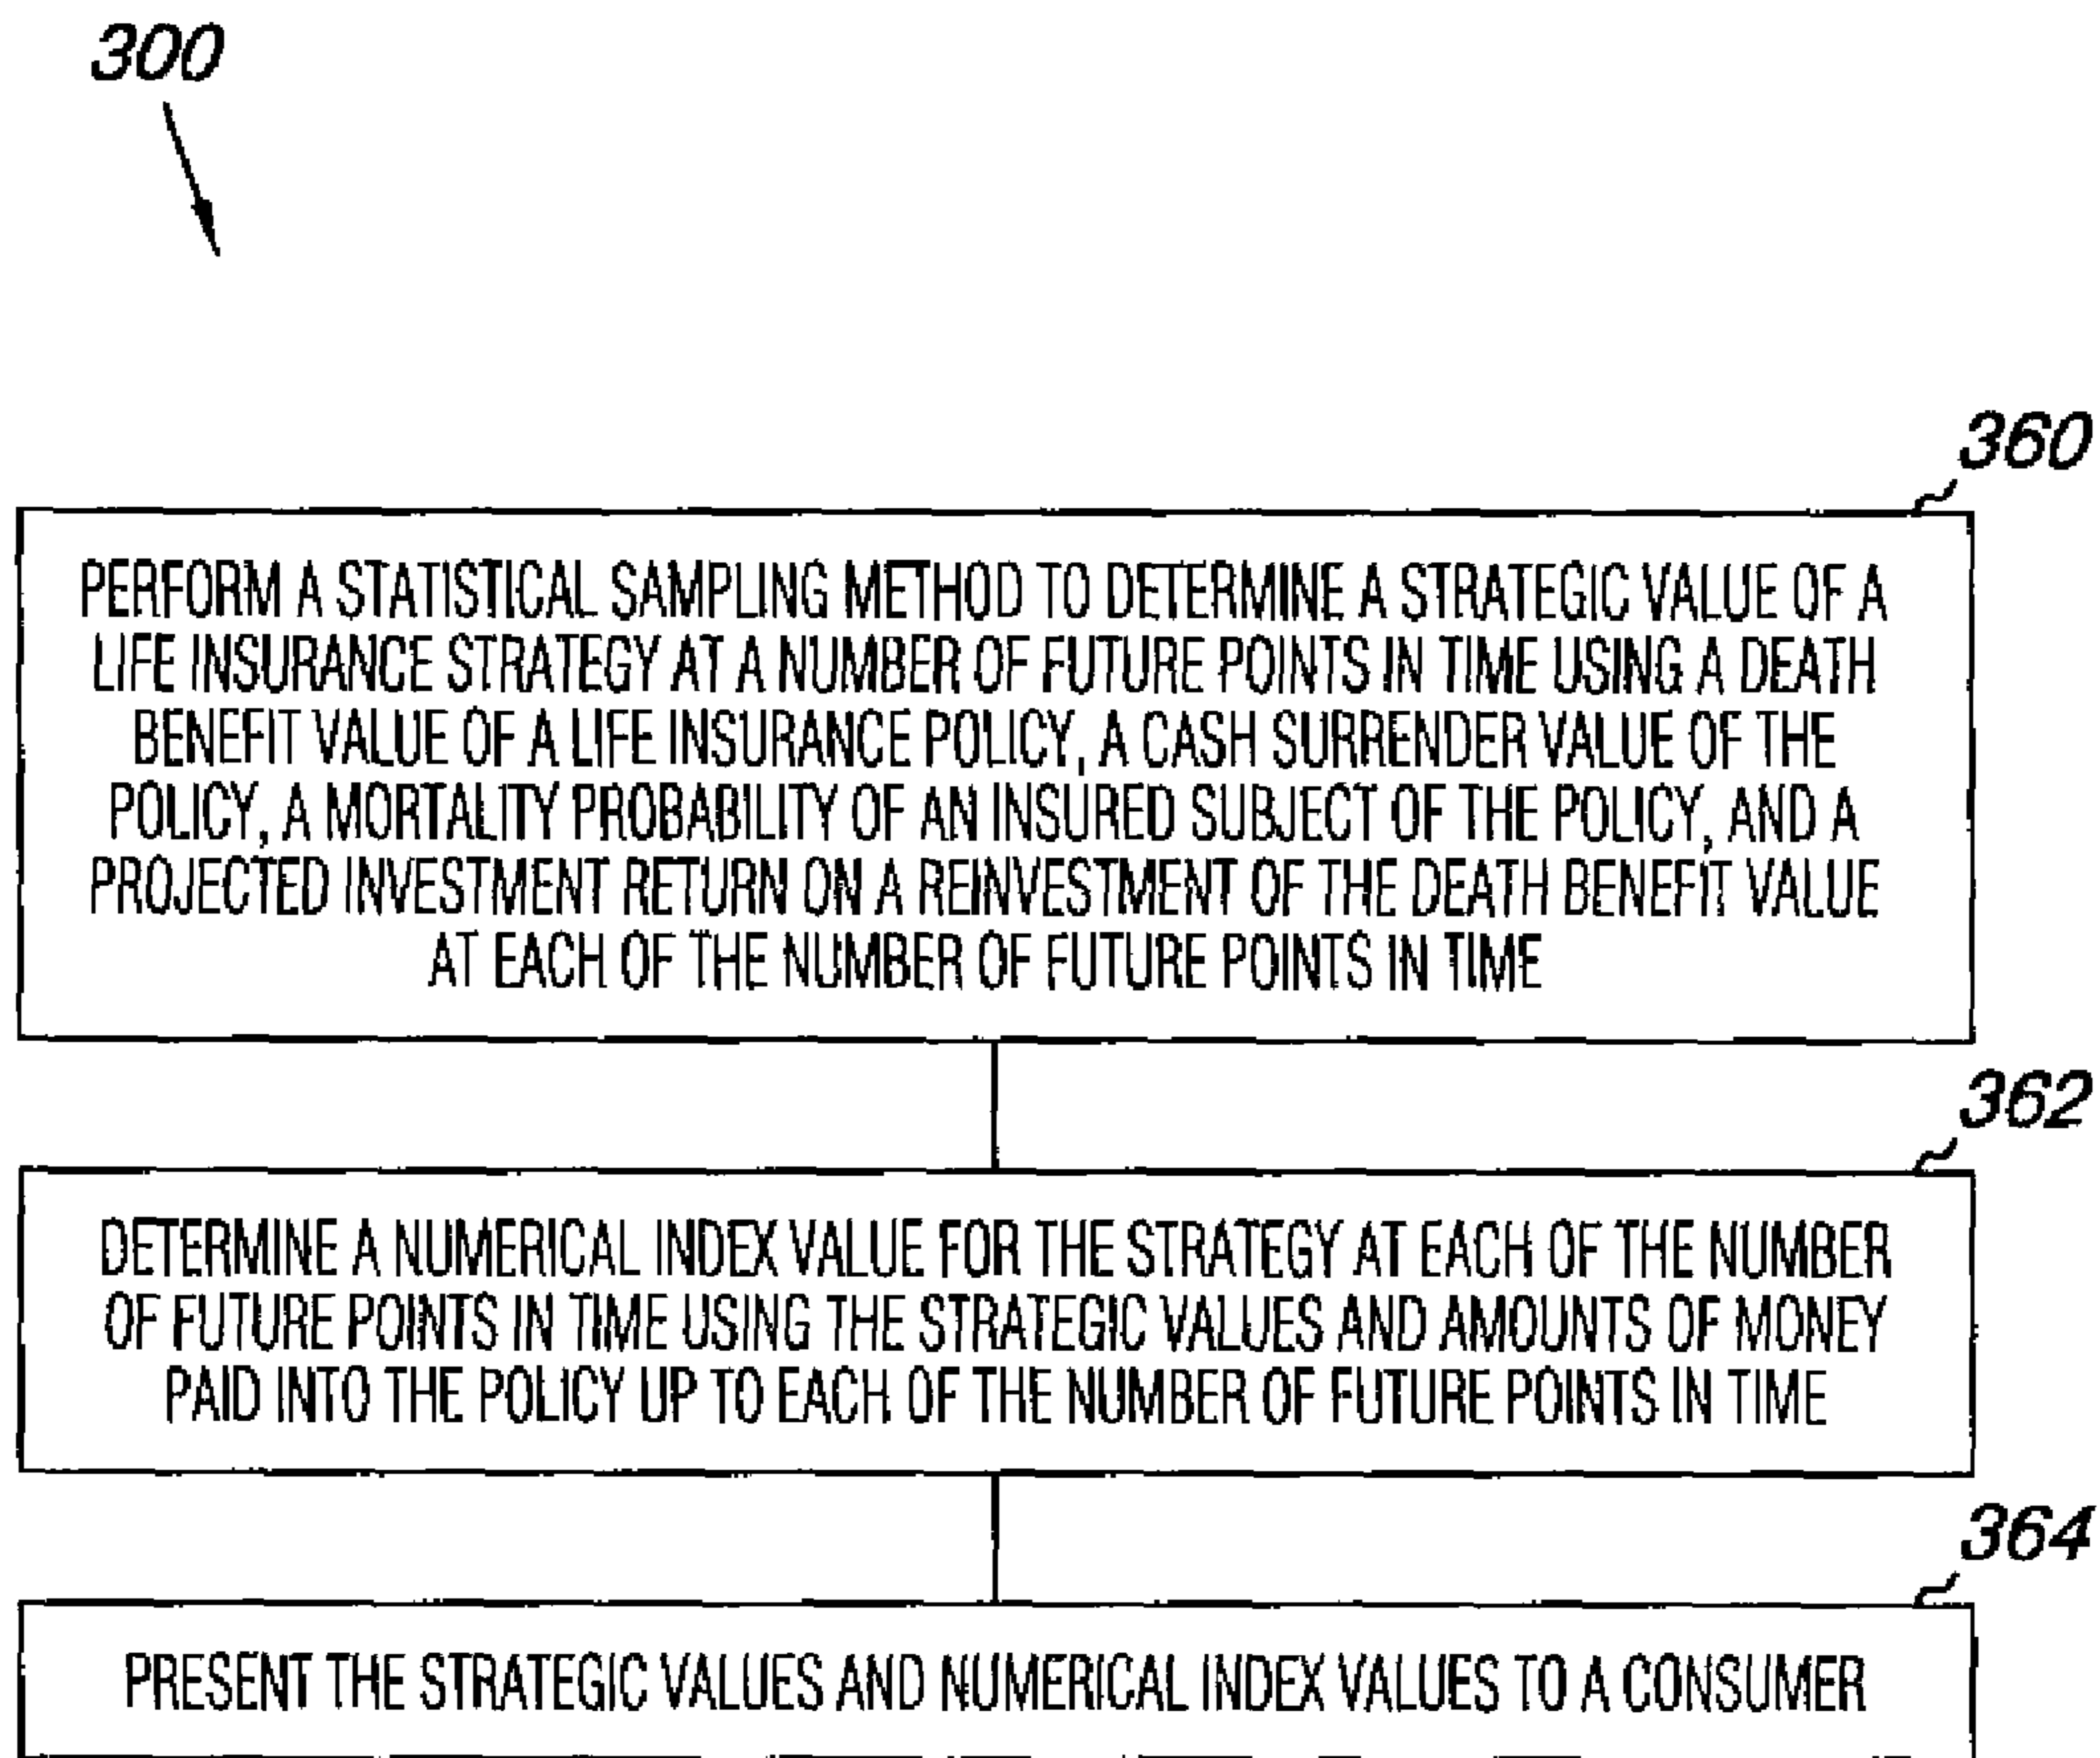 300
360
PERFORM A STATISTICAL SAMPLING METHOD TO DETERMINE A STRATEGIC VALUE OF A
LIFE INSURANCE STRATEGY AT A NUMBER OF FUTURE POINTS IN TIME USING A DEATH
BENEFIT VALUE OF A LIFE INSURANCE POLICY, A CASH SURRENDER VALUE OF THE
POLICY, A MORTALITY PROBABILITY OF AN INSURED SUBJECT OF THE POLICY, AND A
PROJECTED INVESTMENT RETURN ON A REINVESTMENT OF THE DEATH BENEFIT VALUE
AT EACH OF THE NUMBER OF FUTURE POINTS IN TIME
362
DETERMINE A NUMERICAL INDEX VALUE FOR THE STRATEGY AT EACH OF THE NUMBER
OF FUTURE POINTS IN TIME USING THE STRATEGIC VALUES AND AMOUNTS OF MONEY
PAID INTO THE POLICY UP TO EACH OF THE NUMBER OF FUTURE POINTS IN TIME
364
PRESENT THE STRATEGIC VALUES AND NUMERICAL INDEX VALUES TO A CONSUMER